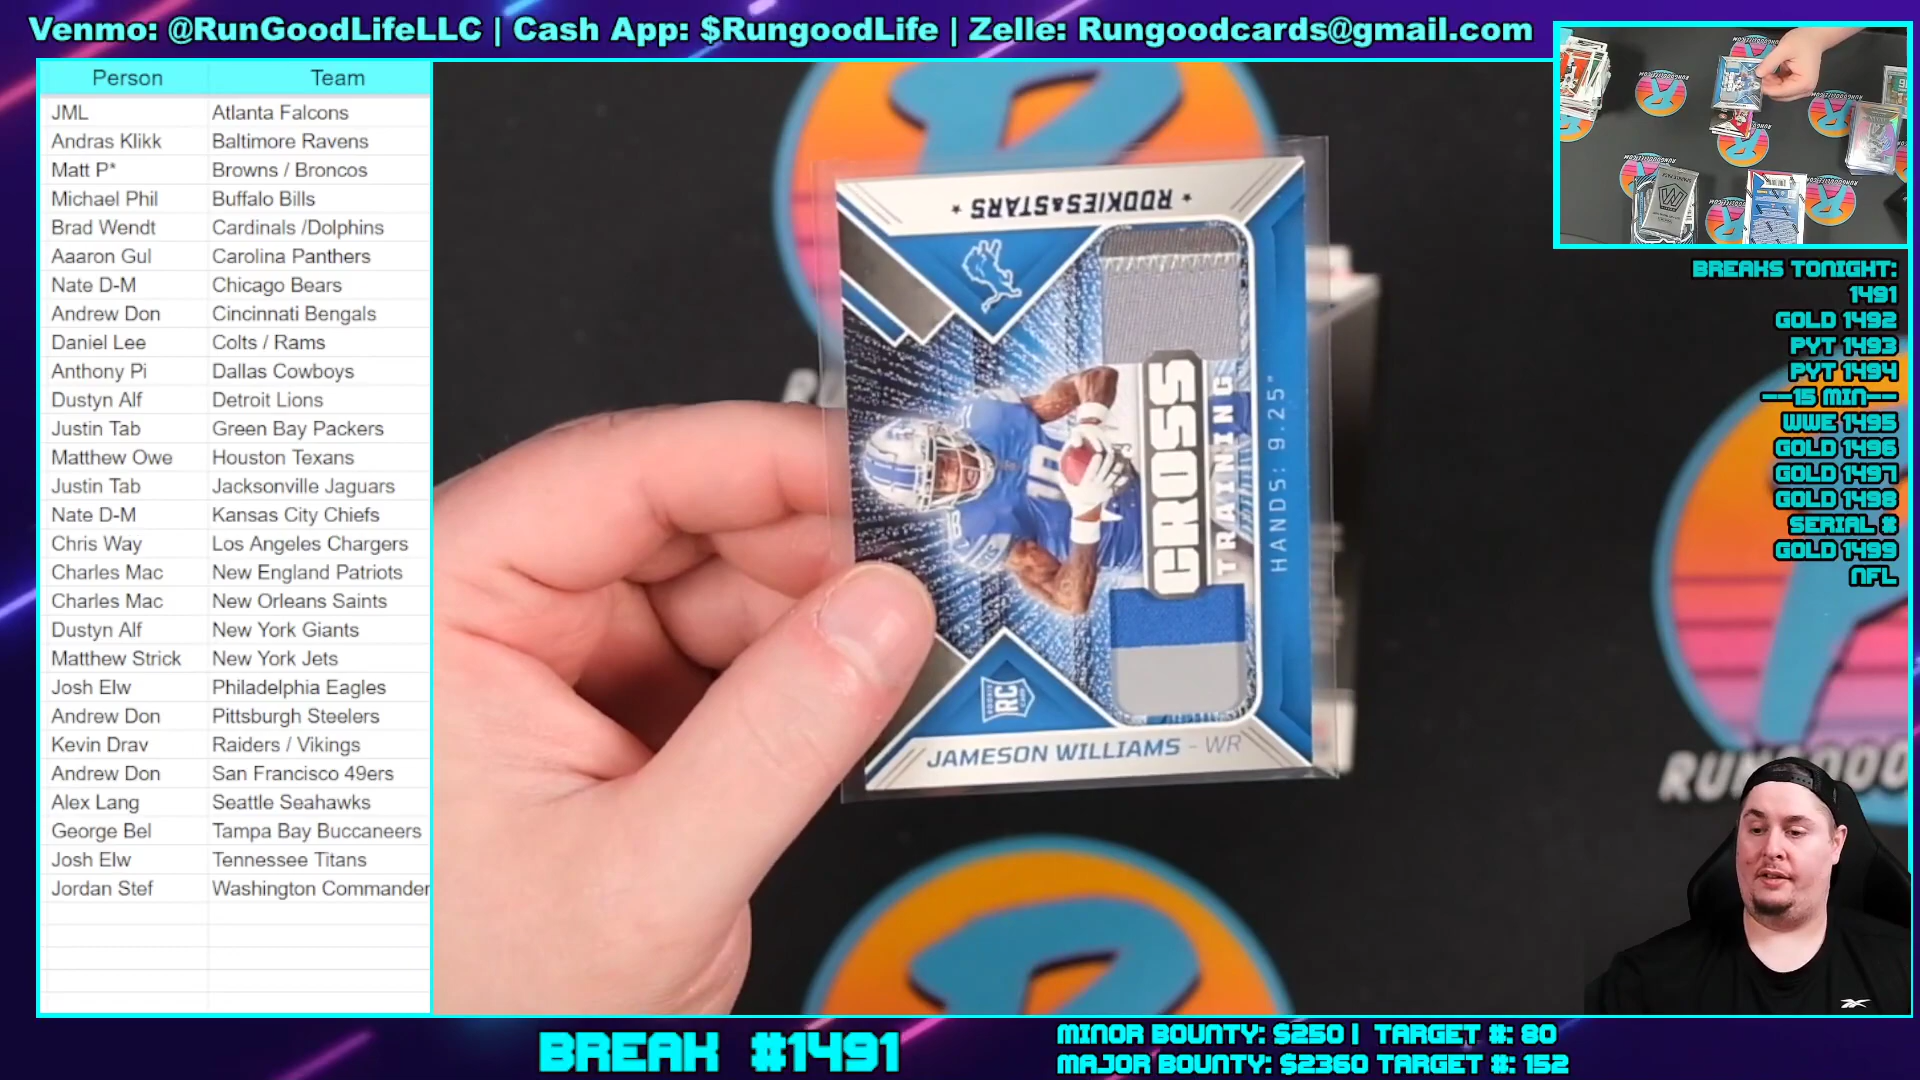 Venmo: @RunGoodLifeLLC | Cash App: $RungoodLife | Zelle: Rungoodcards@gmail.com
Person Team
JML Atlanta Falcons
Andras Klikk Baltimore Ravens
Matt P* Browns / Broncos
Michael Phil Buffalo Bills
Brad Wendt Cardinals /Dolphins
Aaaron Gul Carolina Panthers
Nate D-M Chicago Bears
Andrew Don Cincinnati Bengals
Daniel Lee Colts / Rams
Anthony Pi Dallas Cowboys
Dustyn Alf Detroit Lions
Justin Tab Green Bay Packers
Matthew Owe Houston Texans
Justin Tab Jacksonville Jaguars
Nate D-M Kansas City Chiefs
Chris Way Los Angeles Chargers
Charles Mac New England Patriots
Charles Mac New Orleans Saints
Dustyn Alf New York Giants
Matthew Strick New York Jets
Josh Elw Philadelphia Eagles
Andrew Don Pittsburgh Steelers
Kevin Drav Raiders / Vikings
Andrew Don San Francisco 49ers
Alex Lang Seattle Seahawks
George Bel Tampa Bay Buccaneers
Josh Elw Tennessee Titans
Jordan Stef Washington Commander
ROOKIES & STARS
CROSS
TRAINING
HANDS: 9.25"
RC
JAMESON WILLIAMS - WR
BREAKS TONIGHT:
1491
GOLD 1492
PYT 1493
PYT 1494
--15 MIN--
WWE 1495
GOLD 1496
GOLD 1497
GOLD 1498
SERIAL #
GOLD 1499
NFL
BREAK #1491
MINOR BOUNTY: $250 | TARGET #: 80
MAJOR BOUNTY: $2360 TARGET #: 152